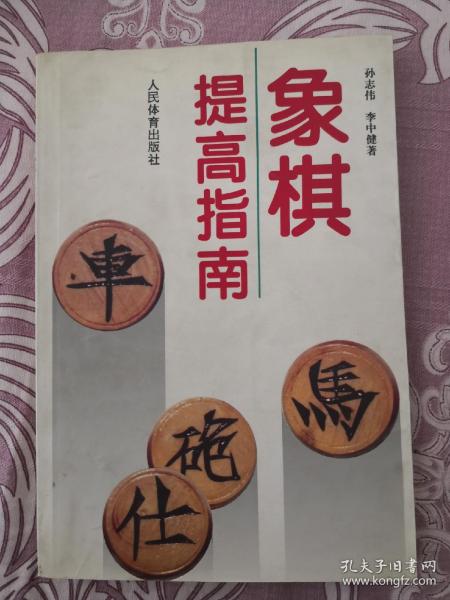 孙志伟 李中健著
象棋
提高指南
人民体育出版社
車
馬
砲
仕
孔夫子旧书网
www.kongfz.com